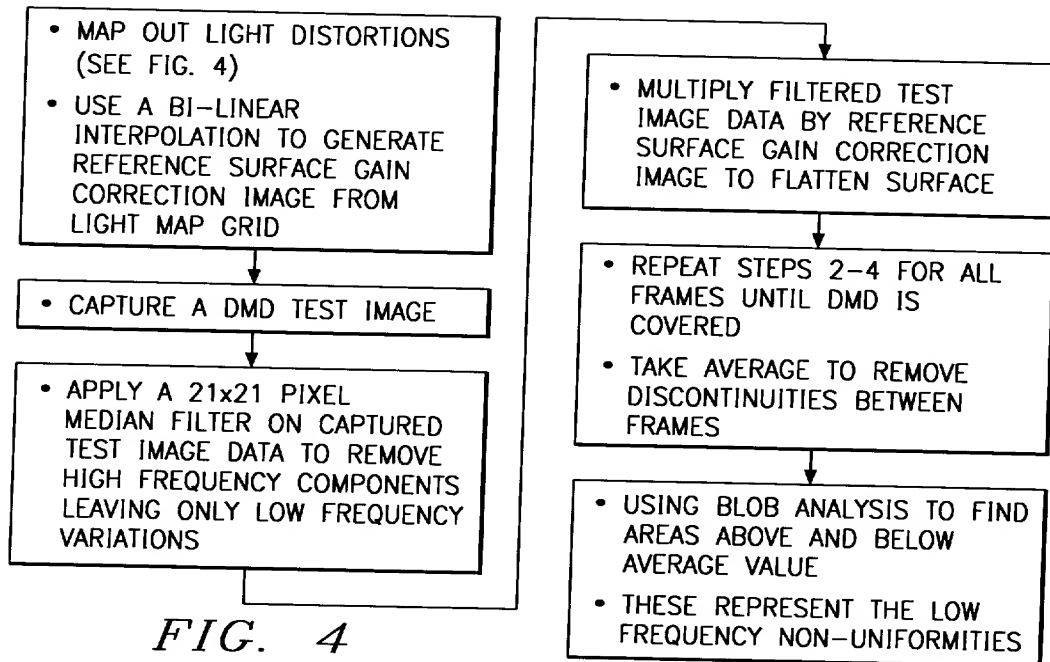 • MAP OUT LIGHT DISTORTIONS
(SEE FIG. 4)
• USE A BI-LINEAR
INTERPOLATION TO GENERATE
REFERENCE SURFACE GAIN
CORRECTION IMAGE FROM
LIGHT MAP GRID
• CAPTURE A DMD TEST IMAGE
• APPLY A 21x21 PIXEL
MEDIAN FILTER ON CAPTURED
TEST IMAGE DATA TO REMOVE
HIGH FREQUENCY COMPONENTS
LEAVING ONLY LOW FREQUENCY
VARIATIONS
• MULTIPLY FILTERED TEST
IMAGE DATA BY REFERENCE
SURFACE GAIN CORRECTION
IMAGE TO FLATTEN SURFACE
• REPEAT STEPS 2-4 FOR ALL
FRAMES UNTIL DMD IS
COVERED
• TAKE AVERAGE TO REMOVE
DISCONTINUITIES BETWEEN
FRAMES
• USING BLOB ANALYSIS TO FIND
AREAS ABOVE AND BELOW
AVERAGE VALUE
• THESE REPRESENT THE LOW
FREQUENCY NON-UNIFORMITIES
FIG. 4